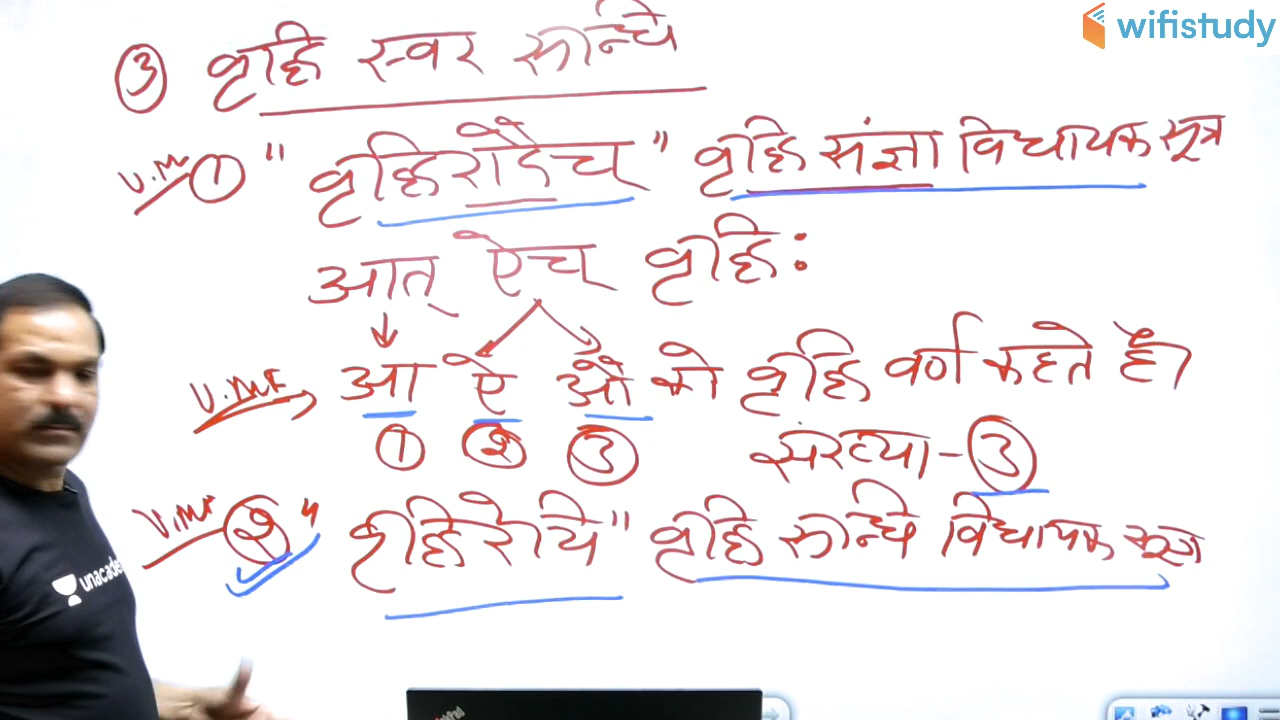 wifistudy
③ वृद्धि स्वर सन्धि
V.Imp ① "वृद्धिरादैच" वृद्धि संज्ञा विधायक सूत्र
आत् ऐच वृद्धि:
V.Imp आ ऐ औ को वृद्धि वर्ण कहते हैं।
① ② ③ संख्या - ③
V.Imp ② "वृद्धिरेचि" वृद्धि सन्धि विधायक सूत्र
unacade